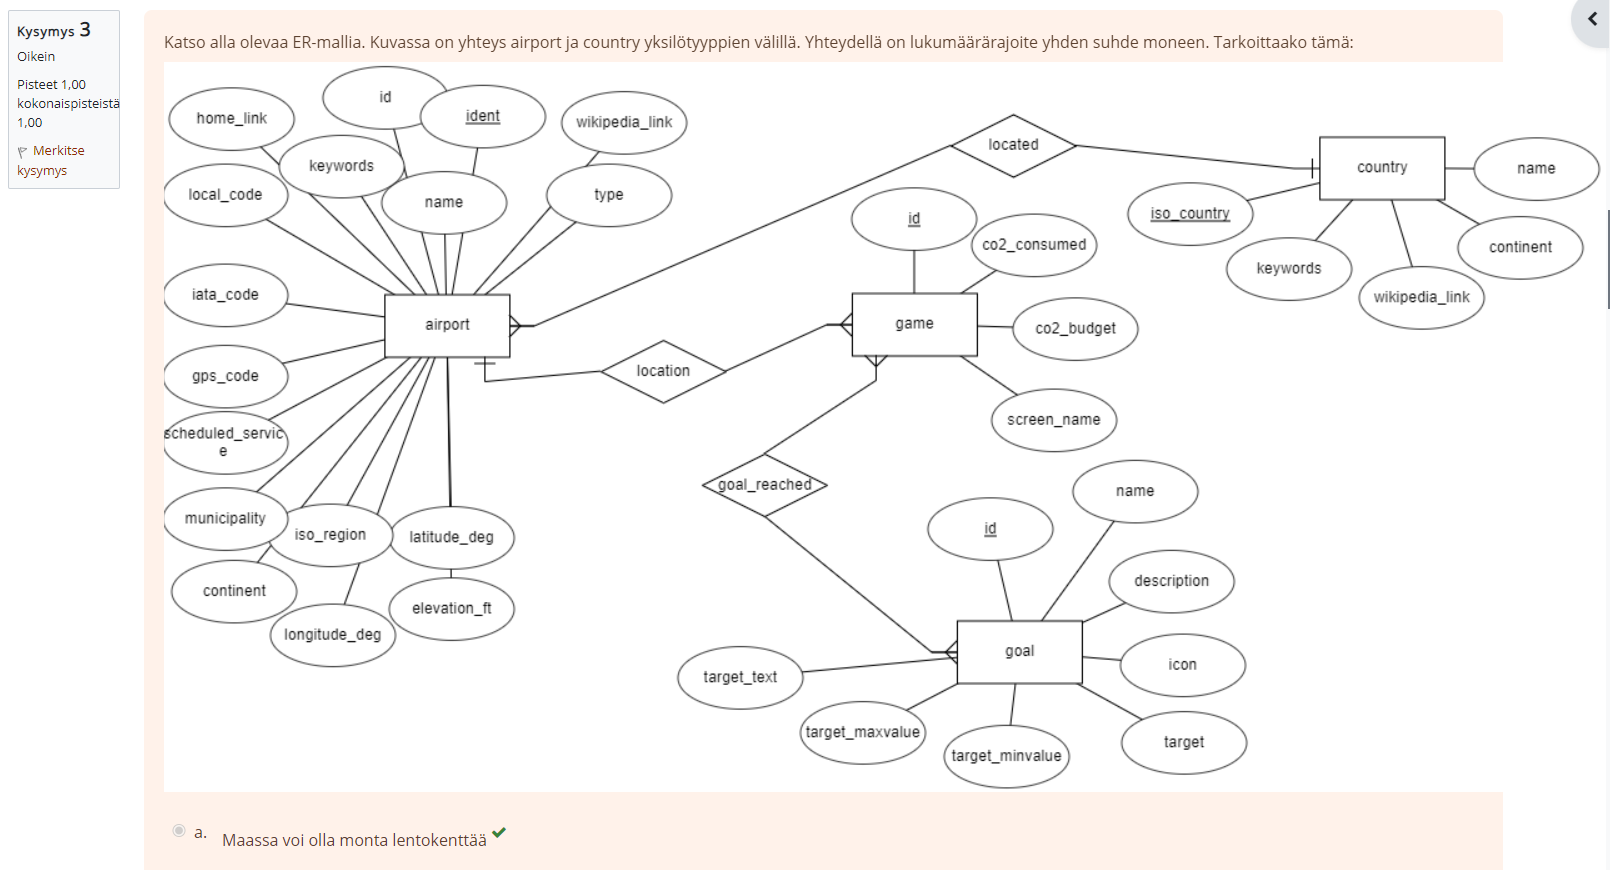 Kysymys 3
Oikein
Pisteet 1,00
kokonaispisteistä
1,00
Merkitse
kysymys
Katso alla olevaa ER-mallia. Kuvassa on yhteys airport ja country yksilötyyppien välillä. Yhteydellä on lukumäärärajoite yhden suhde moneen. Tarkoittaako tämä:
id
home_link
ident
wikipedia_link
keywords
local_code
name
type
iata_code
airport
gps_code
scheduled_servic
e
municipality
iso_region
latitude_deg
continent
elevation_ft
longitude_deg
located
country
name
iso_country
continent
keywords
wikipedia_link
id
co2_consumed
game
co2_budget
location
screen_name
goal_reached
name
id
description
goal
icon
target_text
target_maxvalue
target_minvalue
target
a.
Maassa voi olla monta lentokenttää